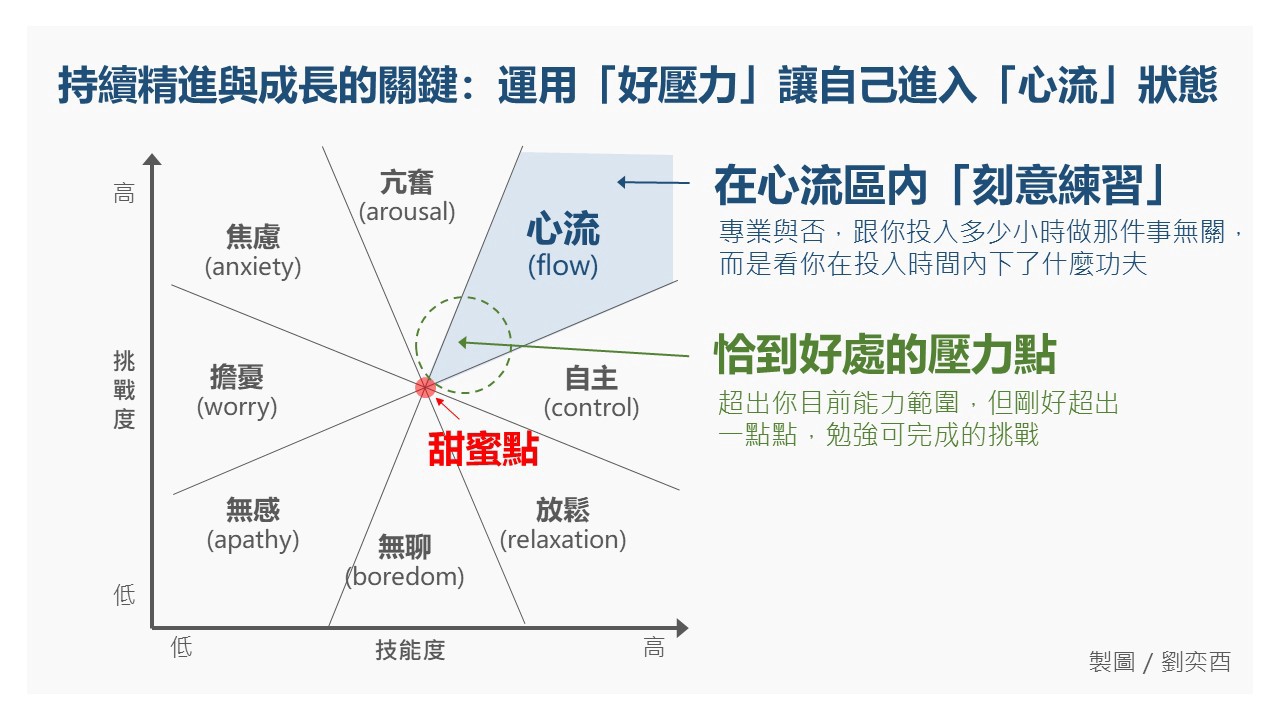 持續精進與成長的關鍵：運用「好壓力」讓自己進入「心流」狀態
高
挑戰度
低
低
技能度
高
亢奮
(arousal)
心流
(flow)
焦慮
(anxiety)
擔憂
(worry)
自主
(control)
甜蜜點
無感
(apathy)
無聊
(boredom)
放鬆
(relaxation)
在心流區內「刻意練習」
專業與否，跟你投入多少小時做那件事無關，
而是看你在投入時間內下了什麼功夫
恰到好處的壓力點
超出你目前能力範圍，但剛好超出
一點點，勉強可完成的挑戰
製圖 / 劉奕酉